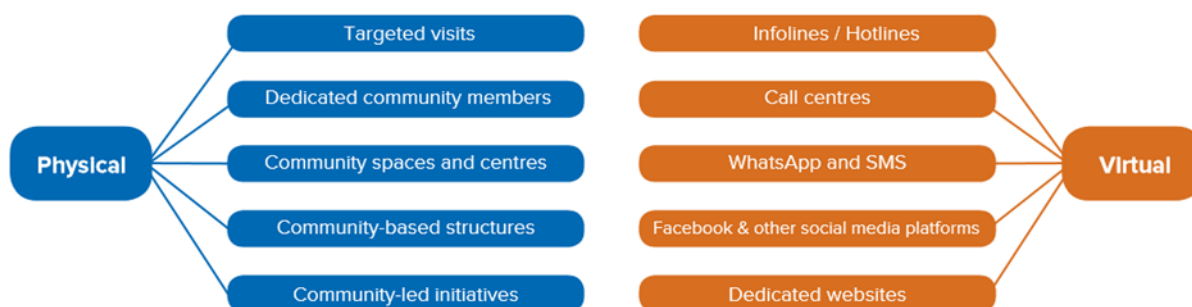 Physical
Targeted visits
Dedicated community members
Community spaces and centres
Community-based structures
Community-led initiatives
Infolines / Hotlines
Call centres
WhatsApp and SMS
Facebook & other social media platforms
Dedicated websites
VIrtual